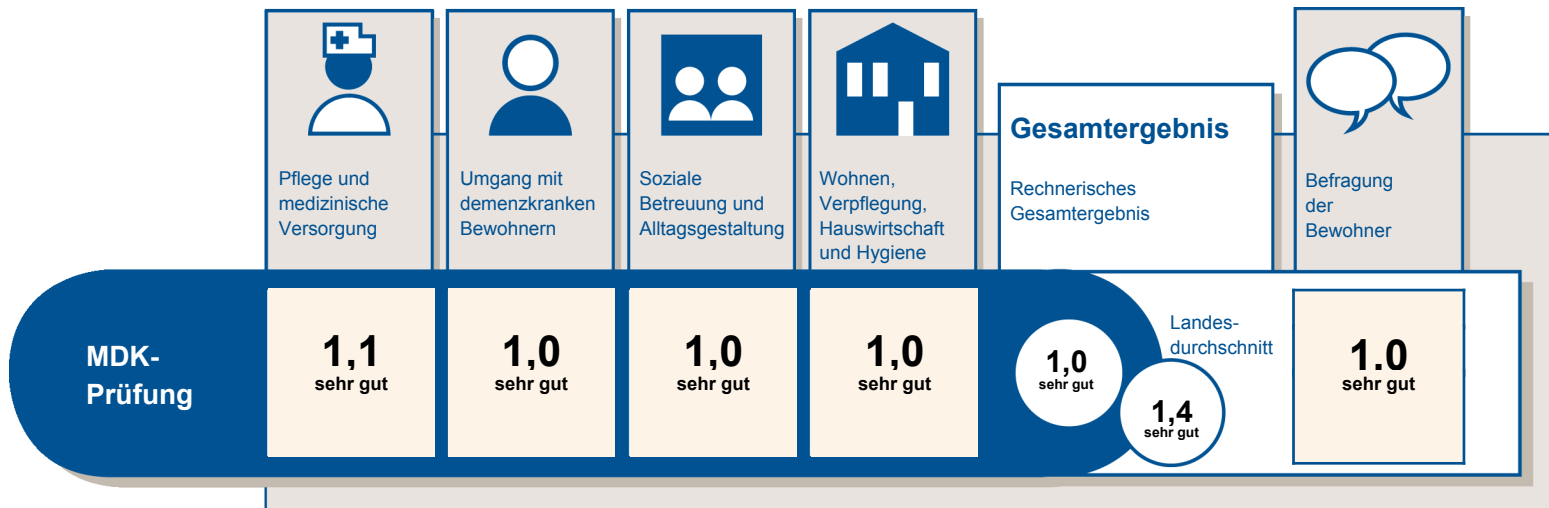 Pflege und
medizinische
Versorgung
Umgang mit
demenzkranken
Bewohnern
Soziale
Betreuung und
Alltagsgestaltung
Wohnen,
Verpflegung,
Hauswirtschaft
und Hygiene
Gesamtergebnis
Rechnerisches
Gesamtergebnis
Befragung
der
Bewohner
MDK-
Prüfung
1,1
sehr gut
1,0
sehr gut
1,0
sehr gut
1,0
sehr gut
1,0
sehr gut
Landes-
durchschnitt
1,4
sehr gut
1.0
sehr gut